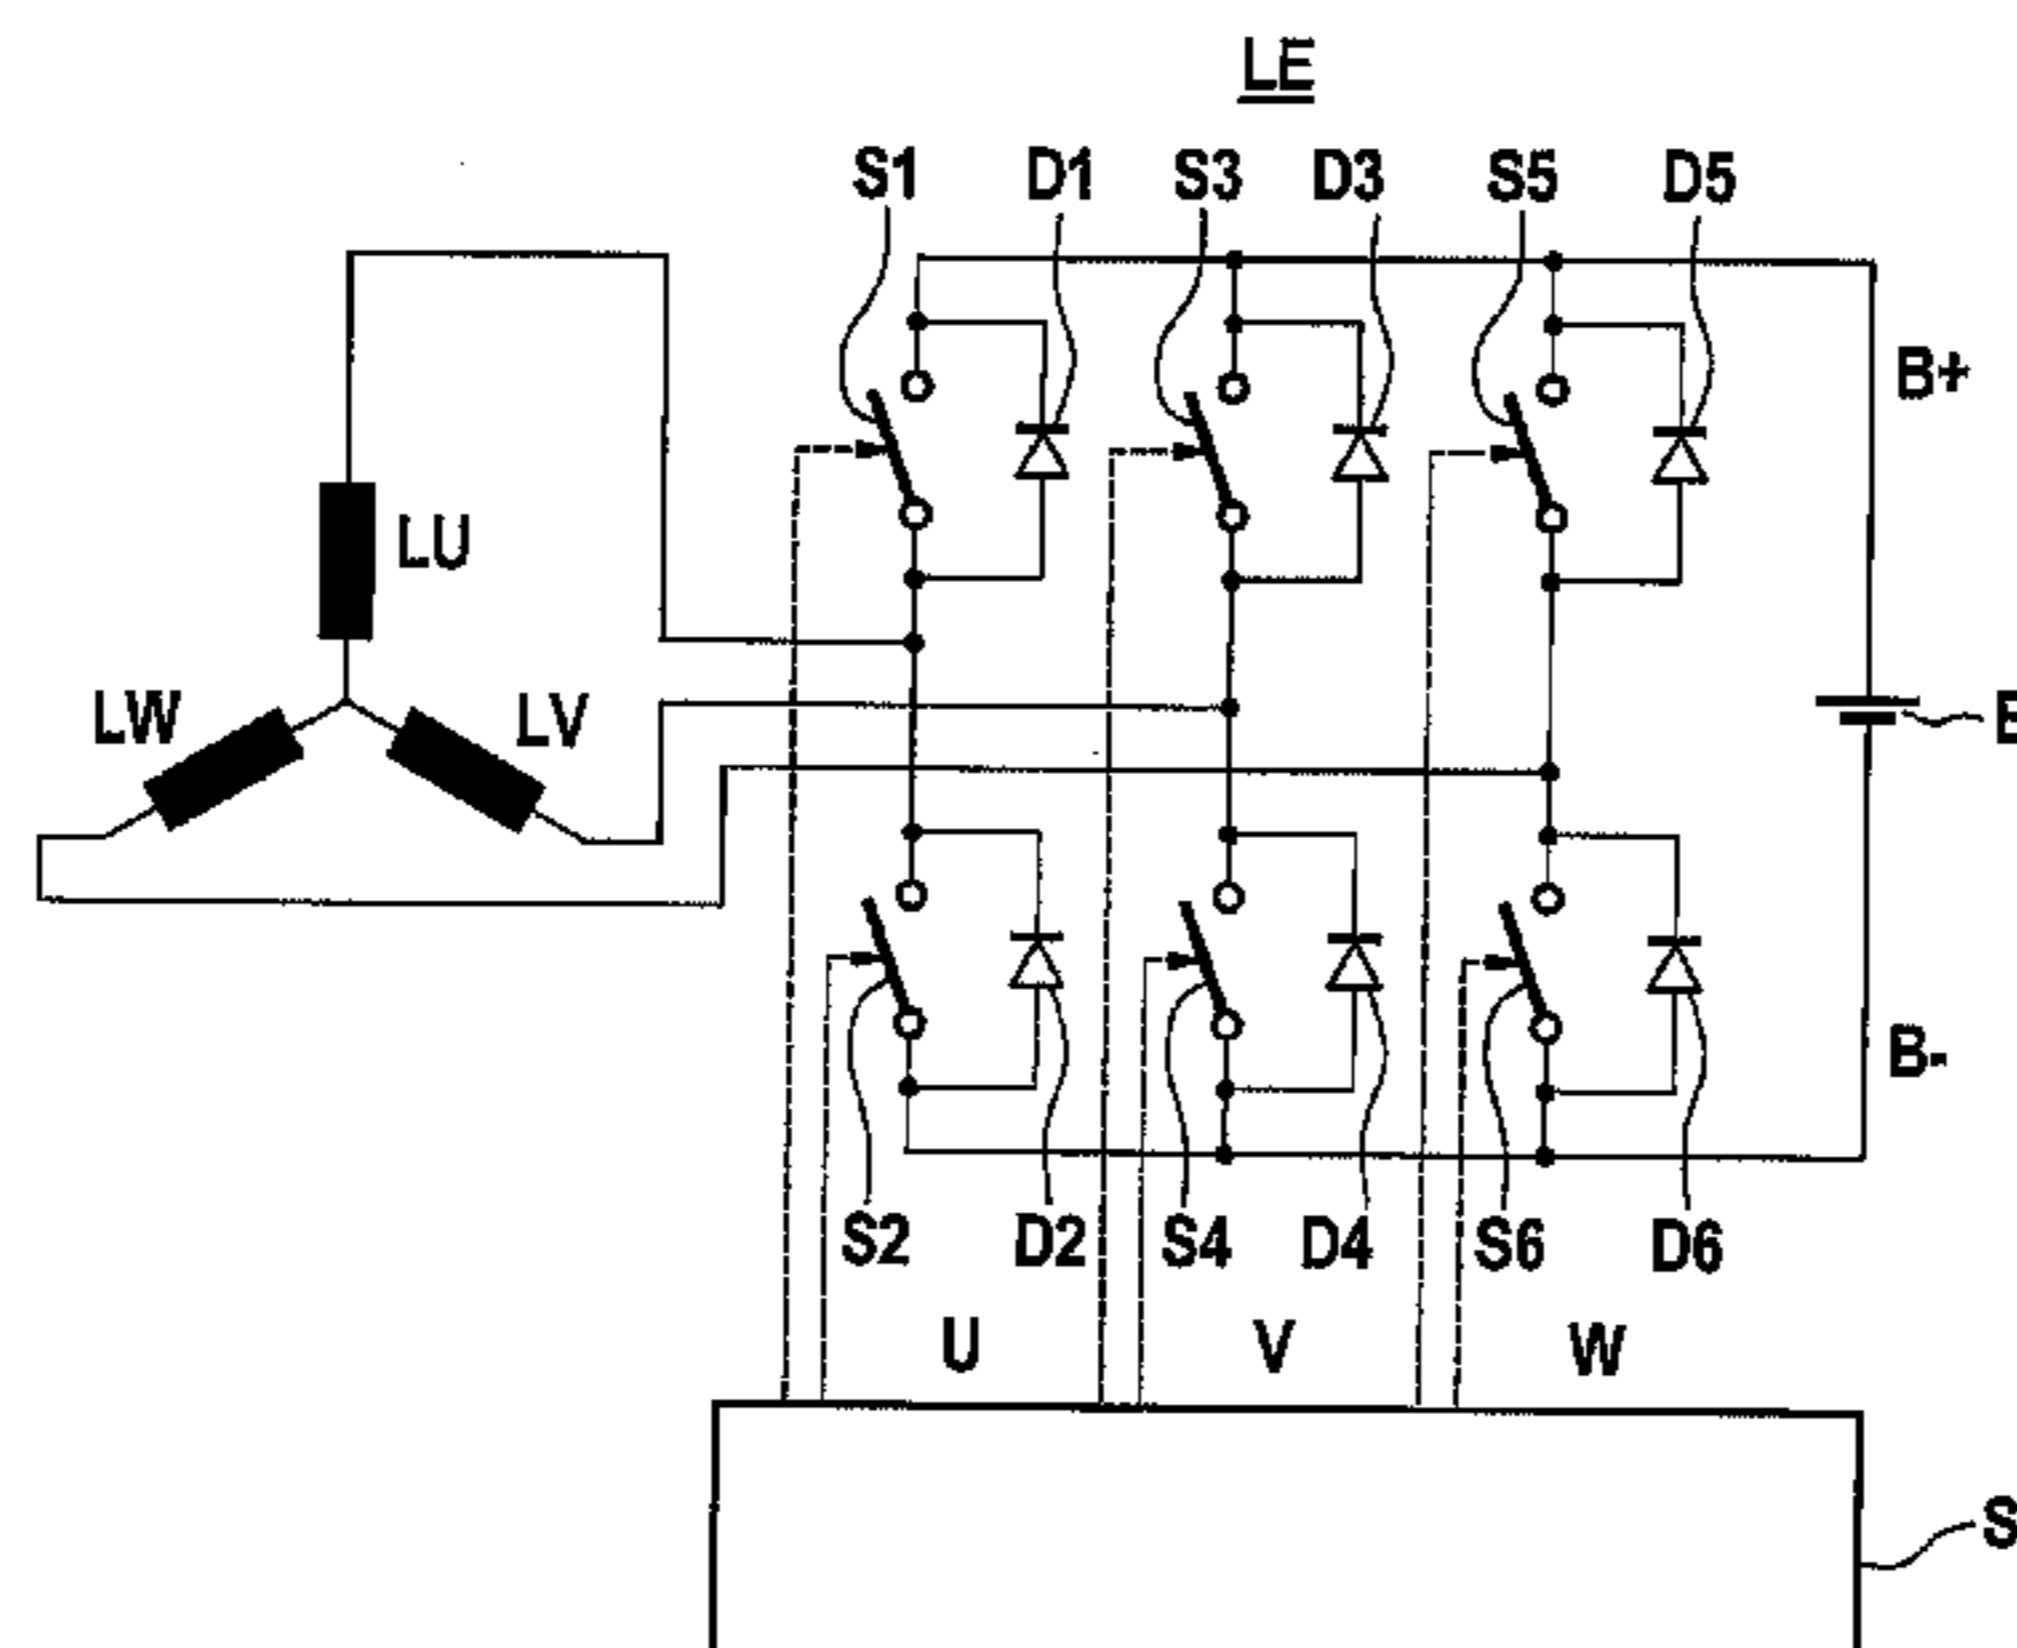 LE
S1 D1 S3 D3 S5 D5
B+
LU
LW LV
B-
S2 D2 S4 D4 S6 D6
U V W